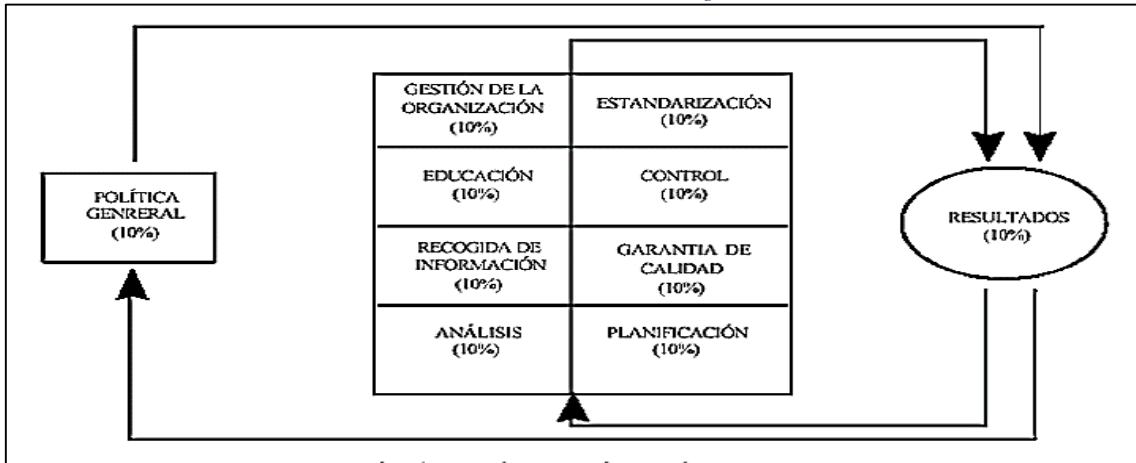 GESTIÓN DE LA
ORGANIZACIÓN
(10%)
ESTANDARIZACIÓN
(10%)
EDUCACIÓN
(10%)
CONTROL
(10%)
POLÍTICA
GENRERAL
(10%)
RESULTADOS
(10%)
RECOGIDA DE
INFORMACIÓN
(10%)
GARANTIA DE
CALIDAD
(10%)
ANÁLISIS
(10%)
PLANIFICACIÓN
(10%)